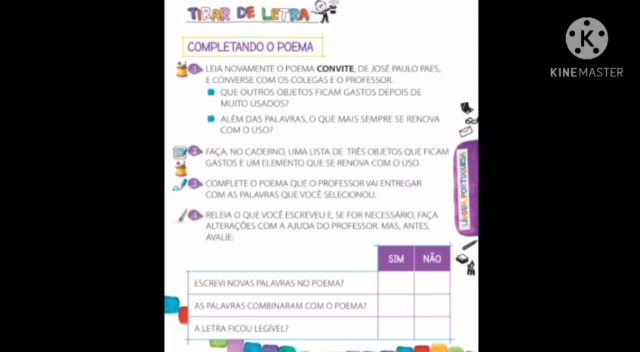 TIRAR DE LETRA
COMPLETANDO O POEMA
1 LEIA NOVAMENTE O POEMA CONVITE, DE JOSÉ PAULO PAES,
E CONVERSE COM OS COLEGAS E O PROFESSOR.
QUE OUTROS OBJETOS FICAM GASTOS DEPOIS DE
MUITO USADOS?
ALÉM DAS PALAVRAS, O QUE MAIS SEMPRE SE RENOVA
COM O USO?
2 FAÇA, NO CADERNO, UMA LISTA DE TRÊS OBJETOS QUE FICAM
GASTOS E UM ELEMENTO QUE SE RENOVA COM O USO.
3 COMPLETE O POEMA QUE O PROFESSOR VAI ENTREGAR
COM AS PALAVRAS QUE VOCÊ SELECIONOU.
RELEIA O QUE VOCÊ ESCREVEU E, SE FOR NECESSÁRIO, FAÇA
ALTERAÇÕES COM A AJUDA DO PROFESSOR. MAS, ANTES,
AVALIE:
SIM NÃO
ESCREVI NOVAS PALAVRAS NO POEMA?
AS PALAVRAS COMBINARAM COM O POEMA?
A LETRA FICOU LEGÍVEL?
LÍNGUA PORTUGUESA
K
KINEMASTER